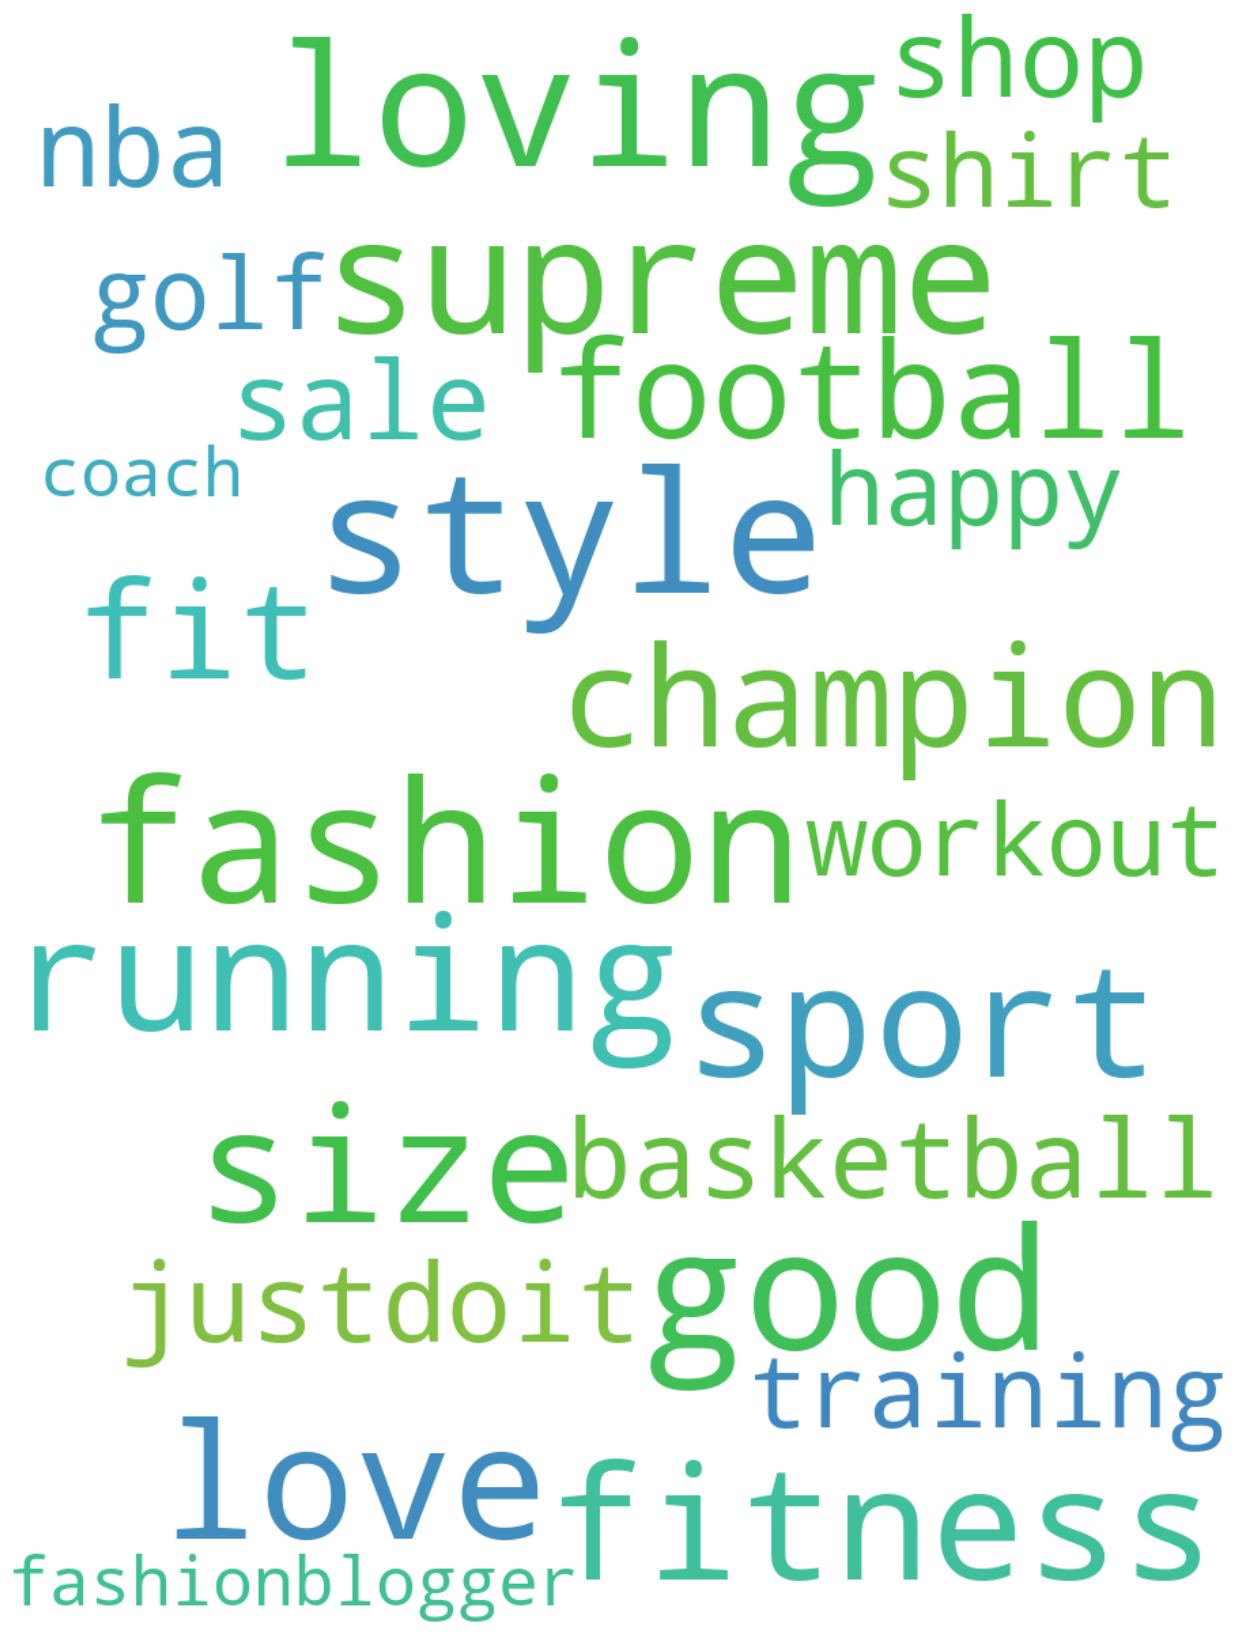 loving
shop
nba
shirt
golf
supreme
sale
football
coach
style
happy
fit
champion
fashion
workout
running
sport
size
basketball
justdoit
good
training
love
fitness
fashionblogger